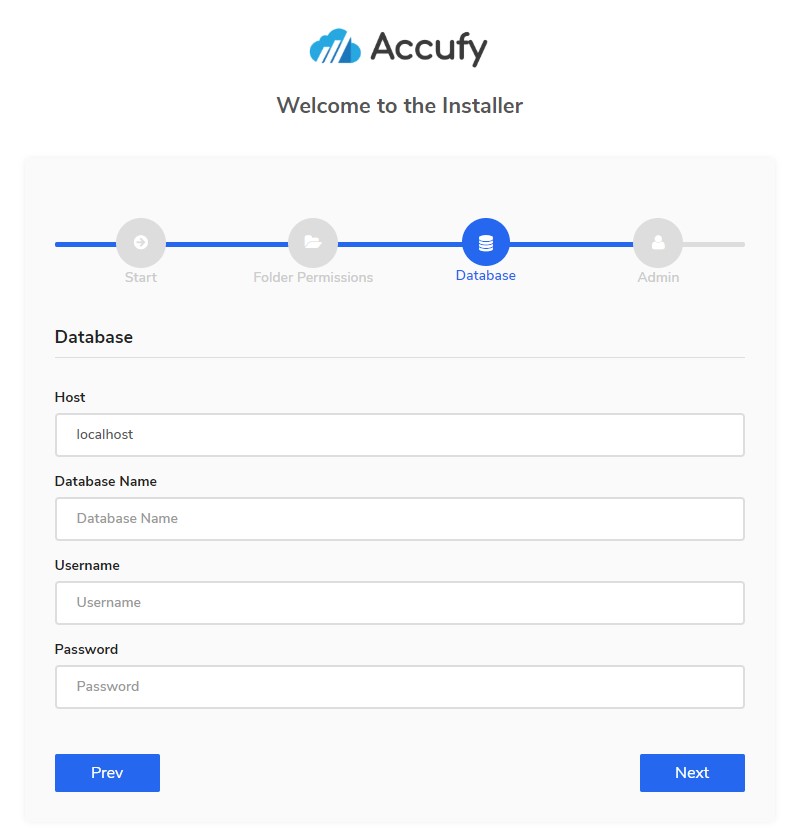 Accufy
Welcome to the Installer
Start
Folder Permissions
Database
Admin
Database
Host
localhost
Database Name
Database Name
Username
Username
Password
Password
Prev
Next